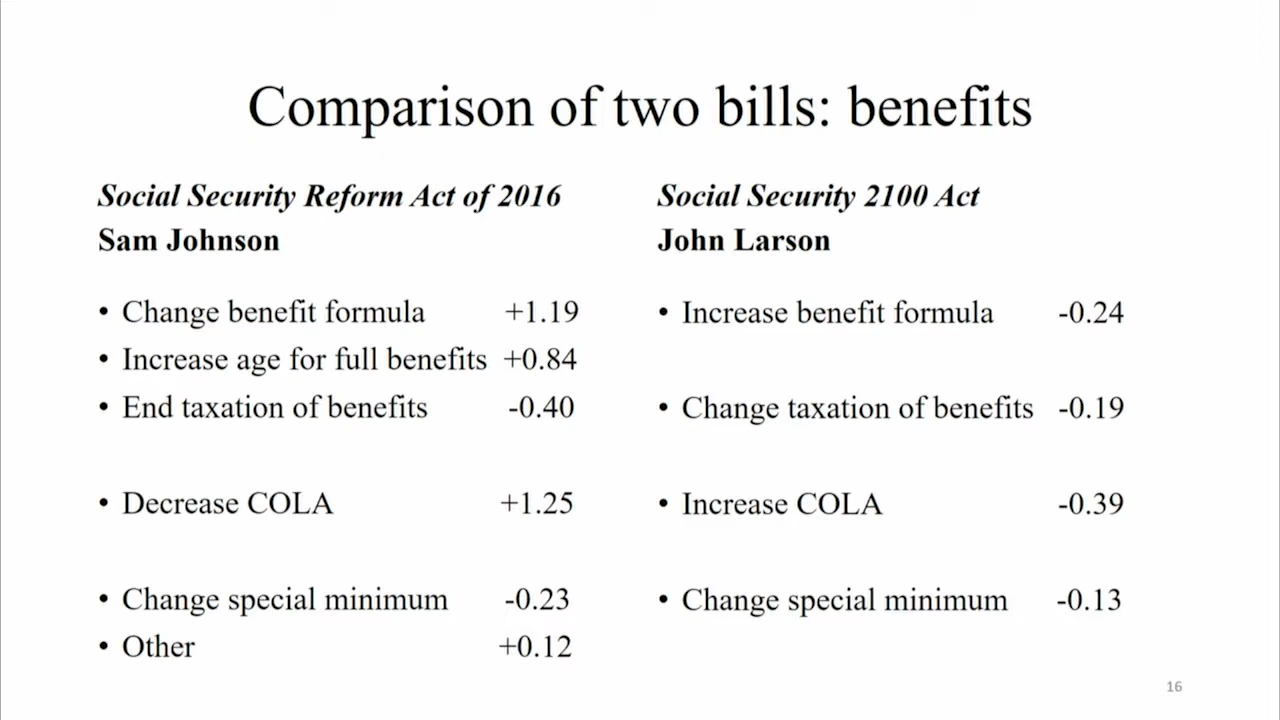 Comparison of two bills: benefits
Social Security Reform Act of 2016
Sam Johnson
• Change benefit formula +1.19
• Increase age for full benefits +0.84
• End taxation of benefits -0.40
• Decrease COLA +1.25
• Change special minimum -0.23
• Other +0.12
Social Security 2100 Act
John Larson
• Increase benefit formula -0.24
• Change taxation of benefits -0.19
• Increase COLA -0.39
• Change special minimum -0.13
16